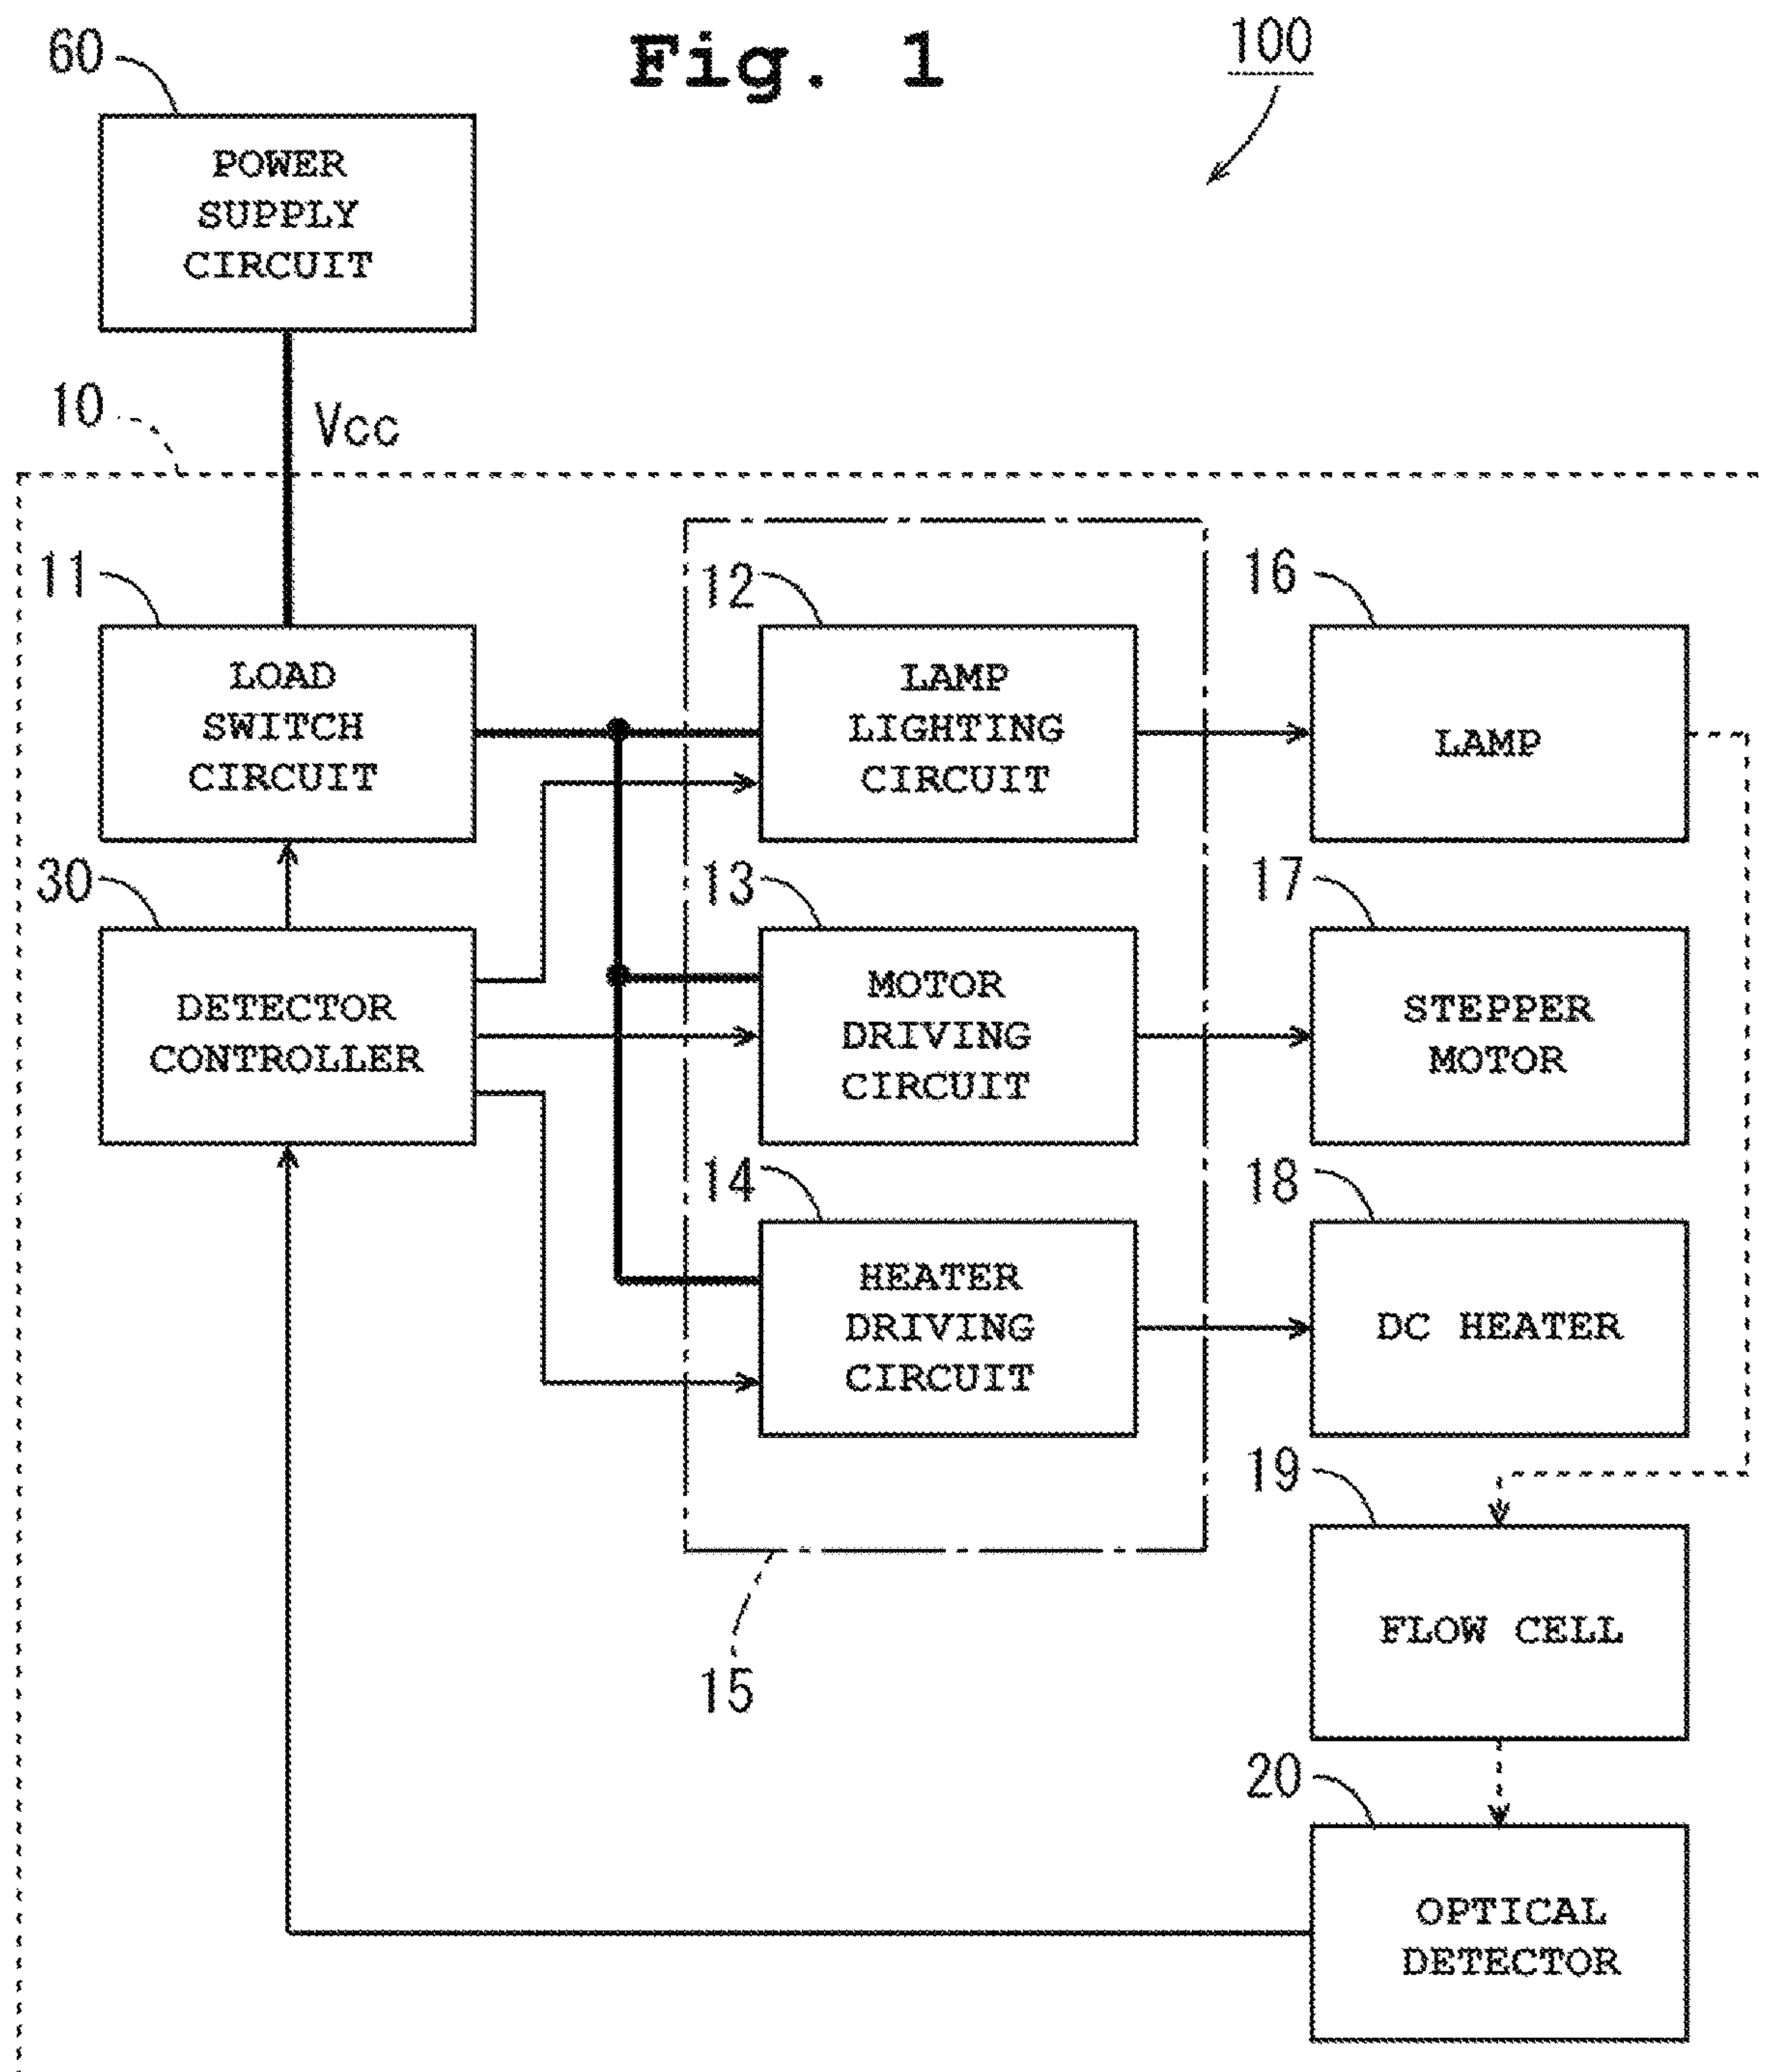 Fig. 1
100
60
POWER
SUPPLY
CIRCUIT
10
Vcc
11
LOAD
SWITCH
CIRCUIT
12
LAMP
LIGHTING
CIRCUIT
16
LAMP
30
DETECTOR
CONTROLLER
13
MOTOR
DRIVING
CIRCUIT
17
STEPPER
MOTOR
14
HEATER
DRIVING
CIRCUIT
18
DC HEATER
19
FLOW CELL
15
20
OPTICAL
DETECTOR